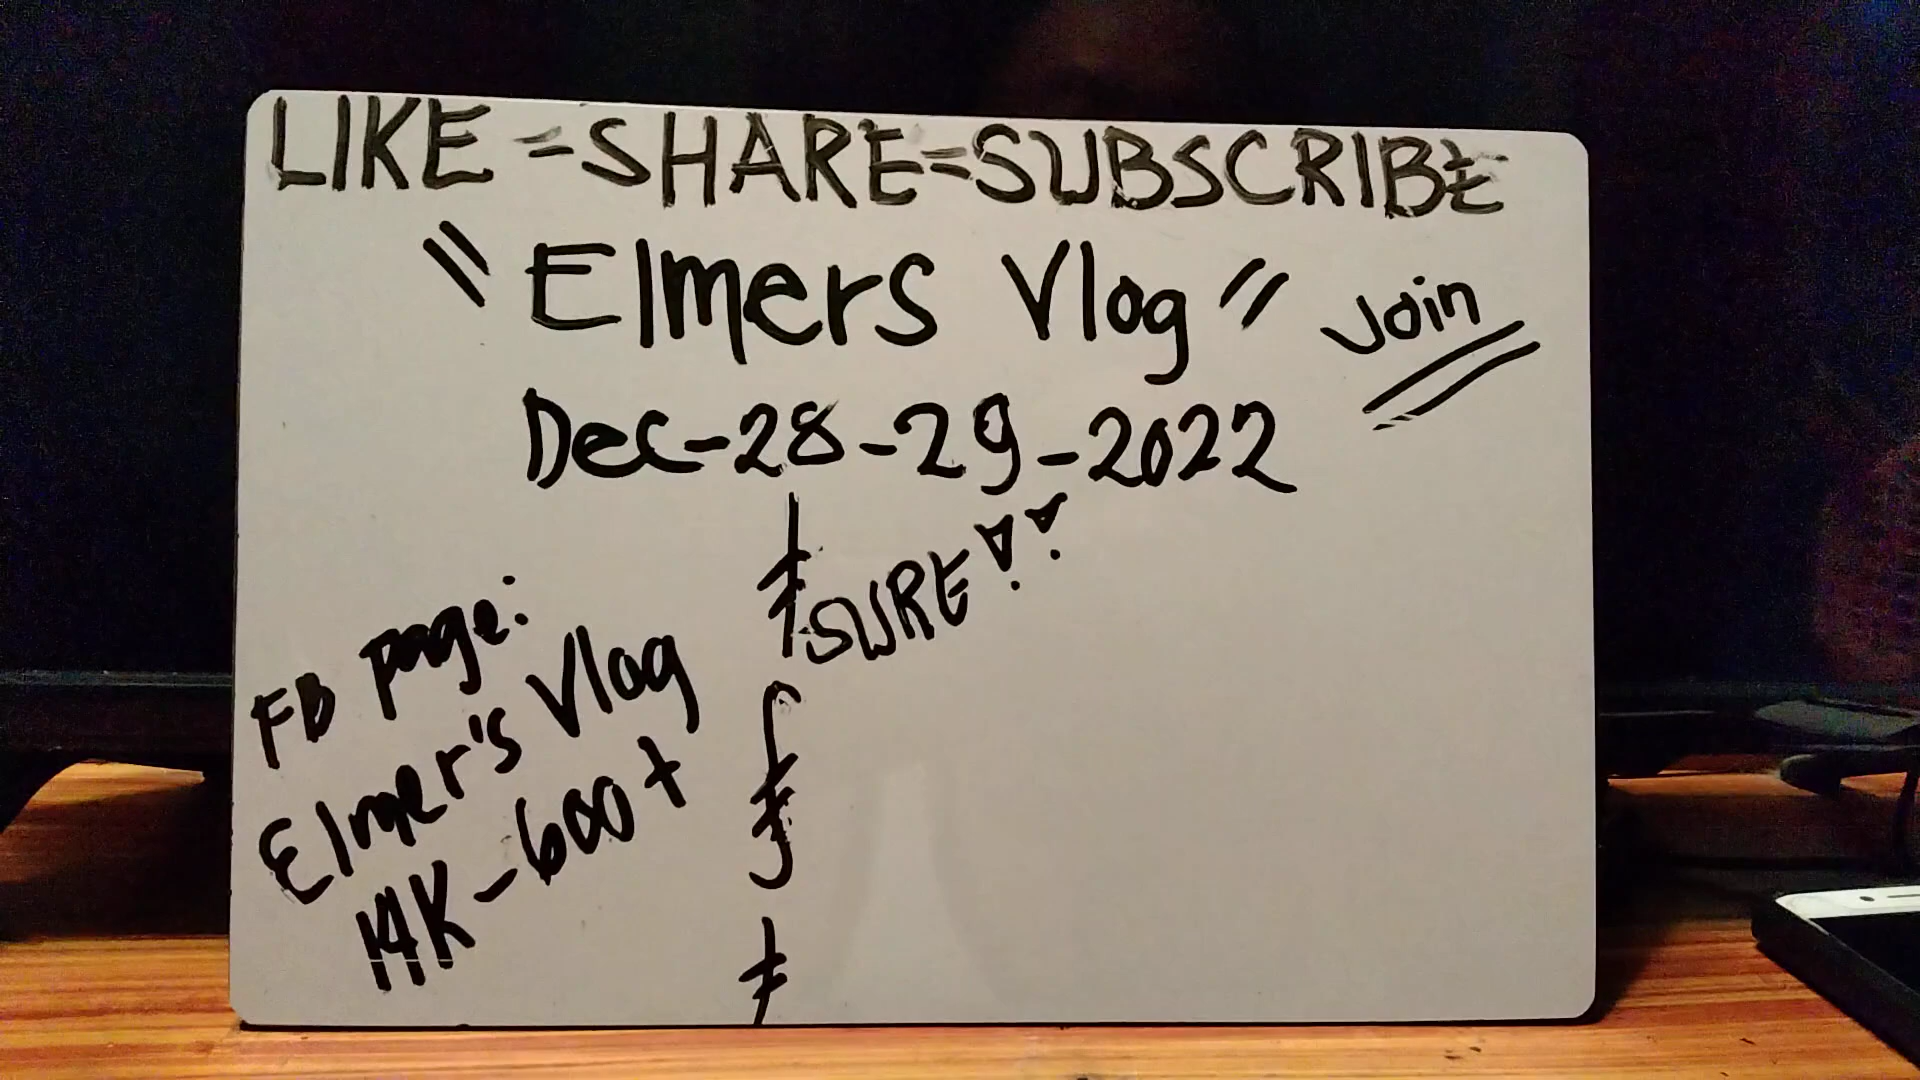 LIKE=SHARE=SUBSCRIBE
"Elmers Vlog"
Join
Dec-28-29-2022
SURE!!
FB page:
Elmer's Vlog
14K-600+